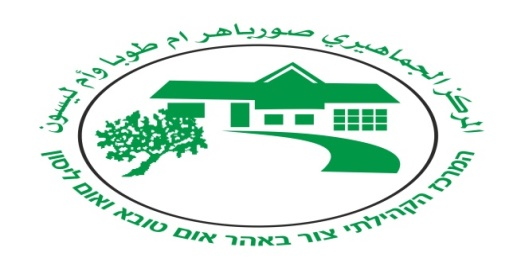 المركز الجماهيري صورباهر ام طوبا وأم ليسون
המרכז הקהילתי צור באהר אום טובא ואום ליסון